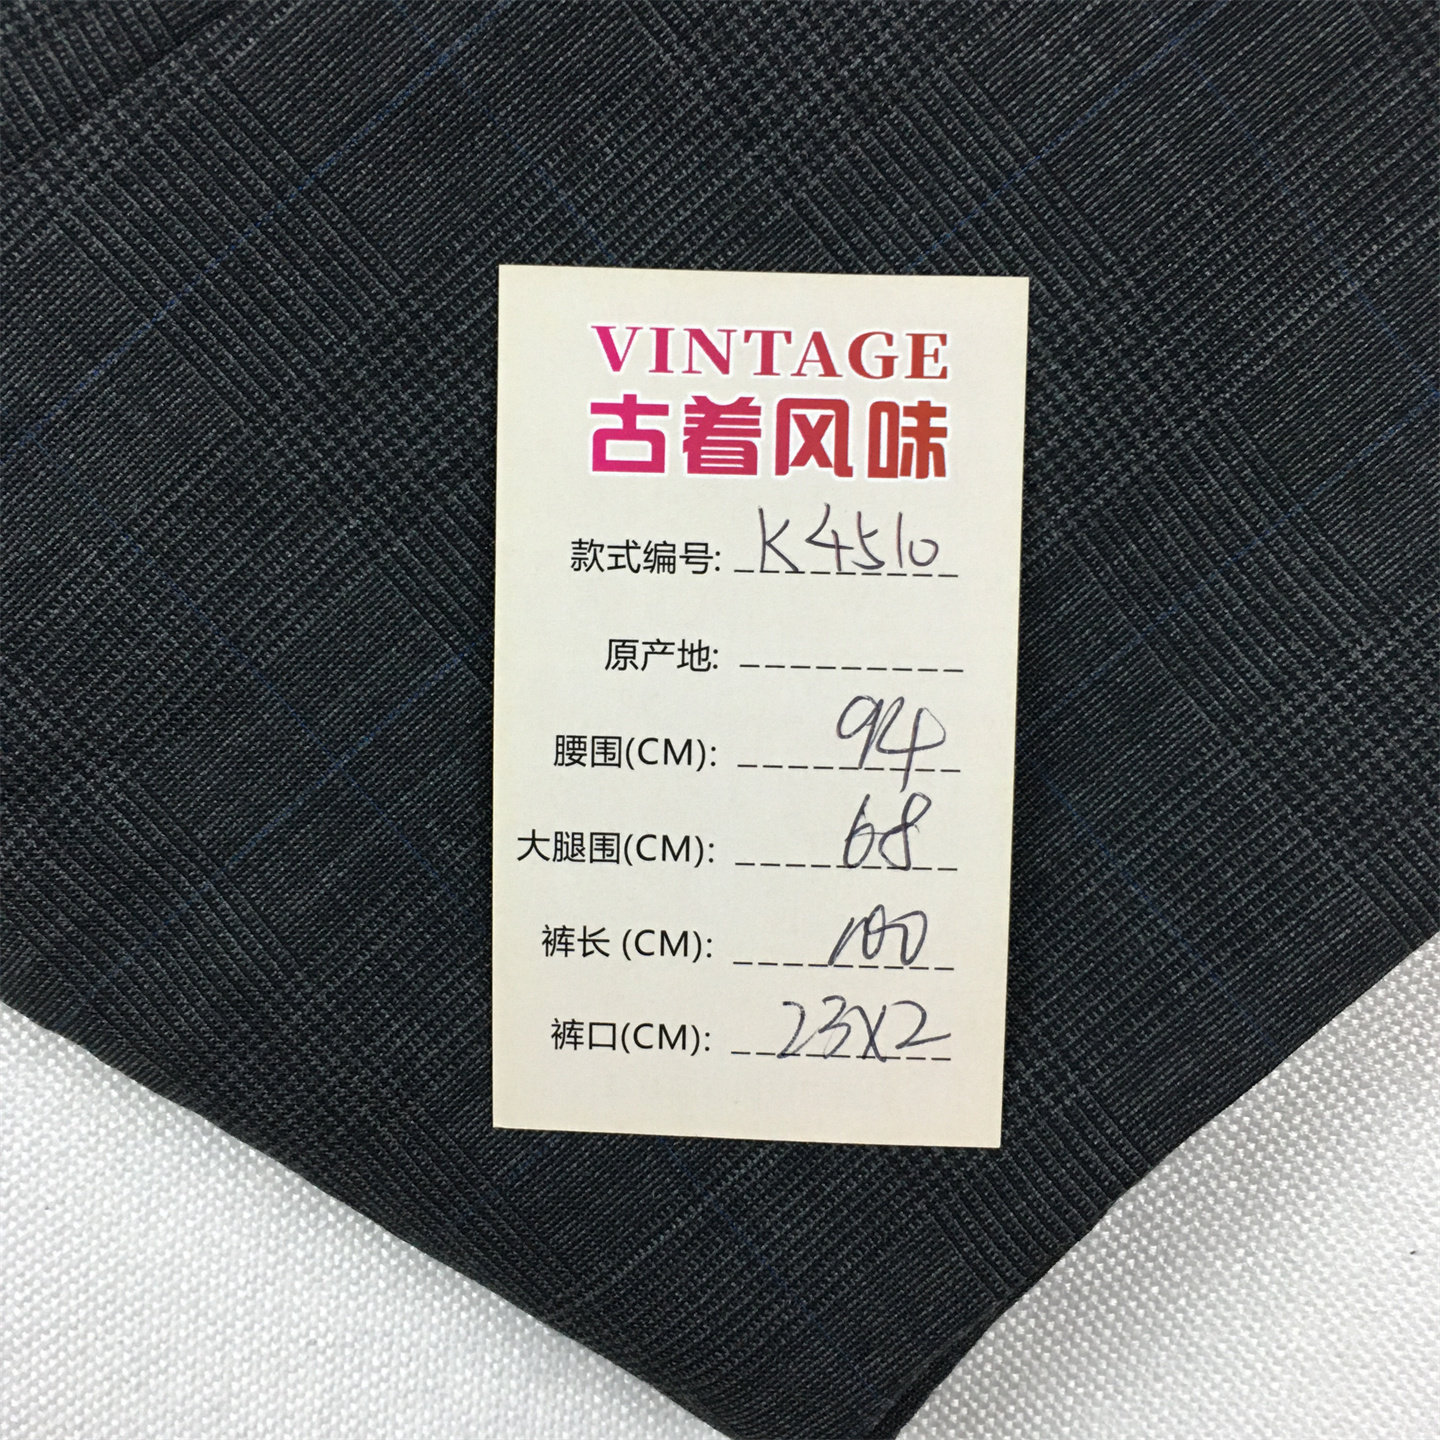 VINTAGE
古着风味
款式编号: K4510
原产地:
腰围(CM): 94
大腿围(CM): 68
裤长 (CM): 100
裤口(CM): 23X2